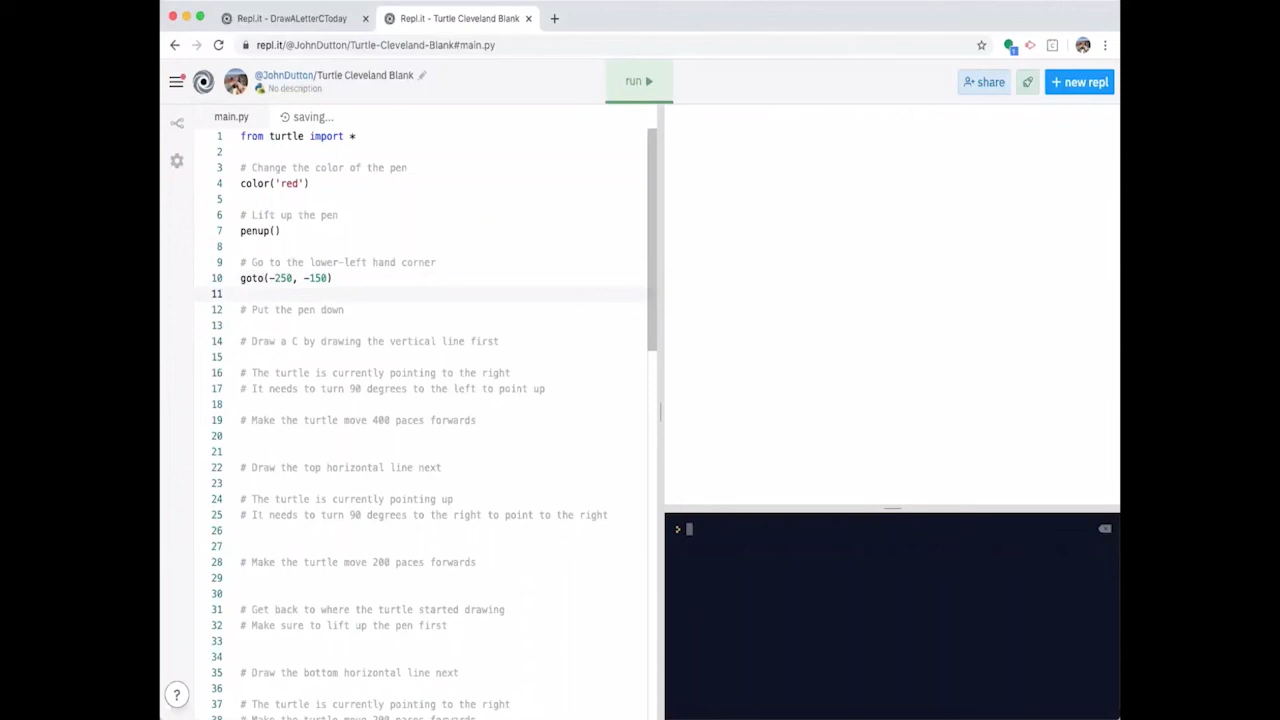 Repl.it - DrawALetterCToday
Repl.it - Turtle Cleveland Blank
repl.it/@JohnDutton/Turtle-Cleveland-Blank#main.py
@JohnDutton/Turtle Cleveland Blank
No description
run
share
+ new repl
main.py
saving...
1 from turtle import *
2
3 # Change the color of the pen
4 color('red')
5
6 # Lift up the pen
7 penup()
8
9 # Go to the lower-left hand corner
10 goto(-250, -150)
11
12 # Put the pen down
13
14 # Draw a C by drawing the vertical line first
15
16 # The turtle is currently pointing to the right
17 # It needs to turn 90 degrees to the left to point up
18
19 # Make the turtle move 400 paces forwards
20
21
22 # Draw the top horizontal line next
23
24 # The turtle is currently pointing up
25 # It needs to turn 90 degrees to the right to point to the right
26
27
28 # Make the turtle move 200 paces forwards
29
30
31 # Get back to where the turtle started drawing
32 # Make sure to lift up the pen first
33
34
35 # Draw the bottom horizontal line next
36
37 # The turtle is currently pointing to the right
38 # Make the turtle move 200 paces forwards
?